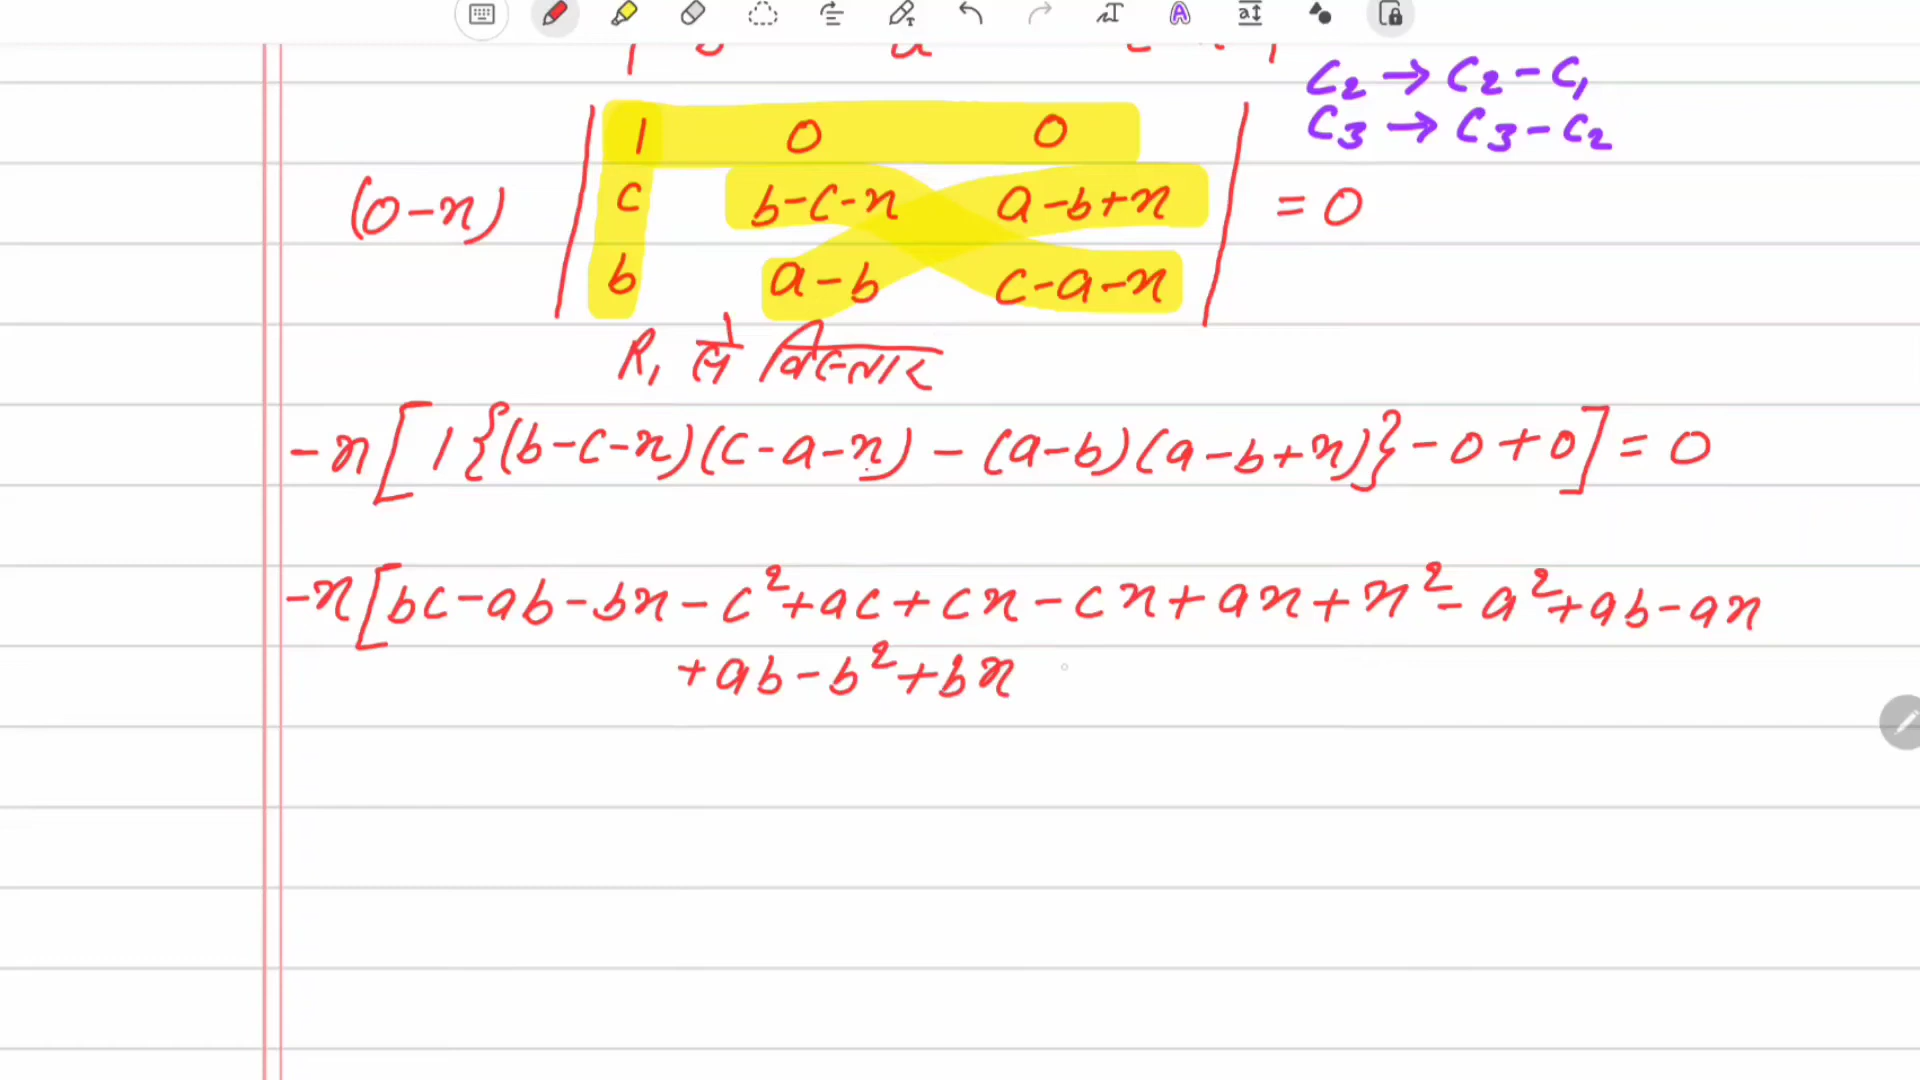 C₂ → C₂ - C₁
C₃ → C₃ - C₂
1 0 0
(0-x) c b-c-x a-b+x = 0
b a-b c-a-x
R₁ से विस्तार
-x[1{(b-c-x)(c-a-x) - (a-b)(a-b+x)} - 0 + 0] = 0
-x[bc-ab-bx-c²+ac+cx-cx+ax+x²-a²+ab-ax
+ab-b²+bx